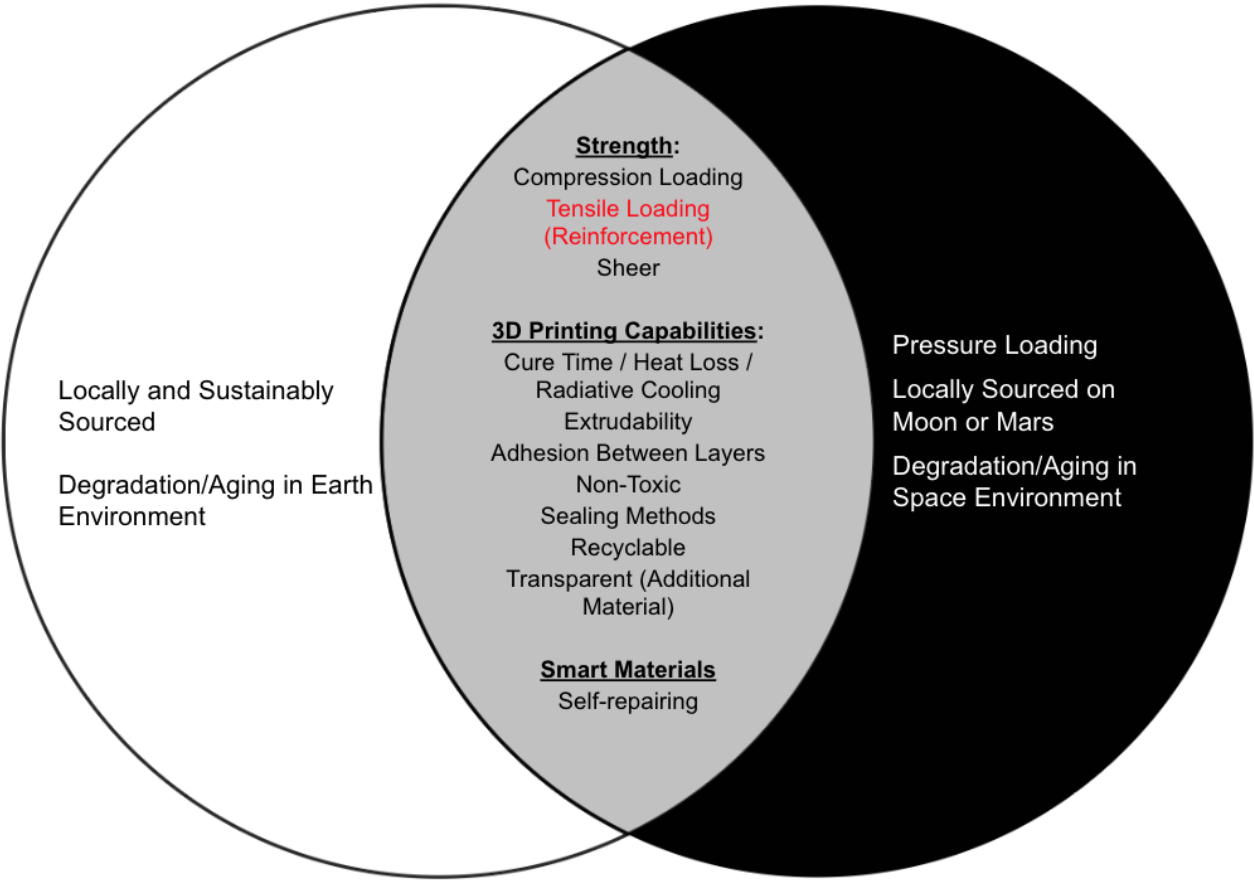 Locally and Sustainably
Sourced
Degradation/Aging in Earth
Environment
Strength:
Compression Loading
Tensile Loading
(Reinforcement)
Sheer
3D Printing Capabilities:
Cure Time / Heat Loss /
Radiative Cooling
Extrudability
Adhesion Between Layers
Non-Toxic
Sealing Methods
Recyclable
Transparent (Additional
Material)
Smart Materials
Self-repairing
Pressure Loading
Locally Sourced on
Moon or Mars
Degradation/Aging in
Space Environment